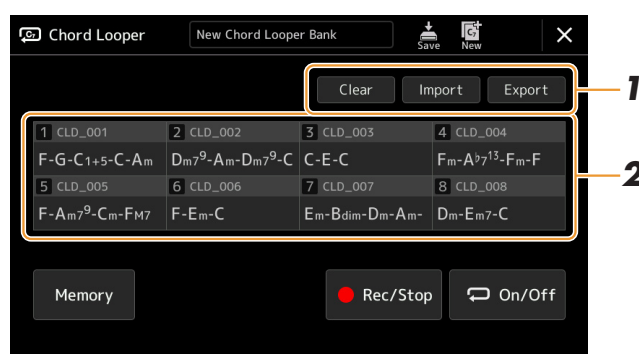 Chord Looper New Chord Looper Bank Save New
Clear Import Export 1
1 CLD_001 2 CLD_002 3 CLD_003 4 CLD_004
F-G-C1+5-C-Am Dm7⁹-Am-Dm7⁹-C C-E-C Fm-A♭7¹³-Fm-F
2
5 CLD_005 6 CLD_006 7 CLD_007 8 CLD_008
F-Am7⁹-Cm-FM7 F-Em-C Em-Bdim-Dm-Am- Dm-Em7-C
Memory Rec/Stop On/Off